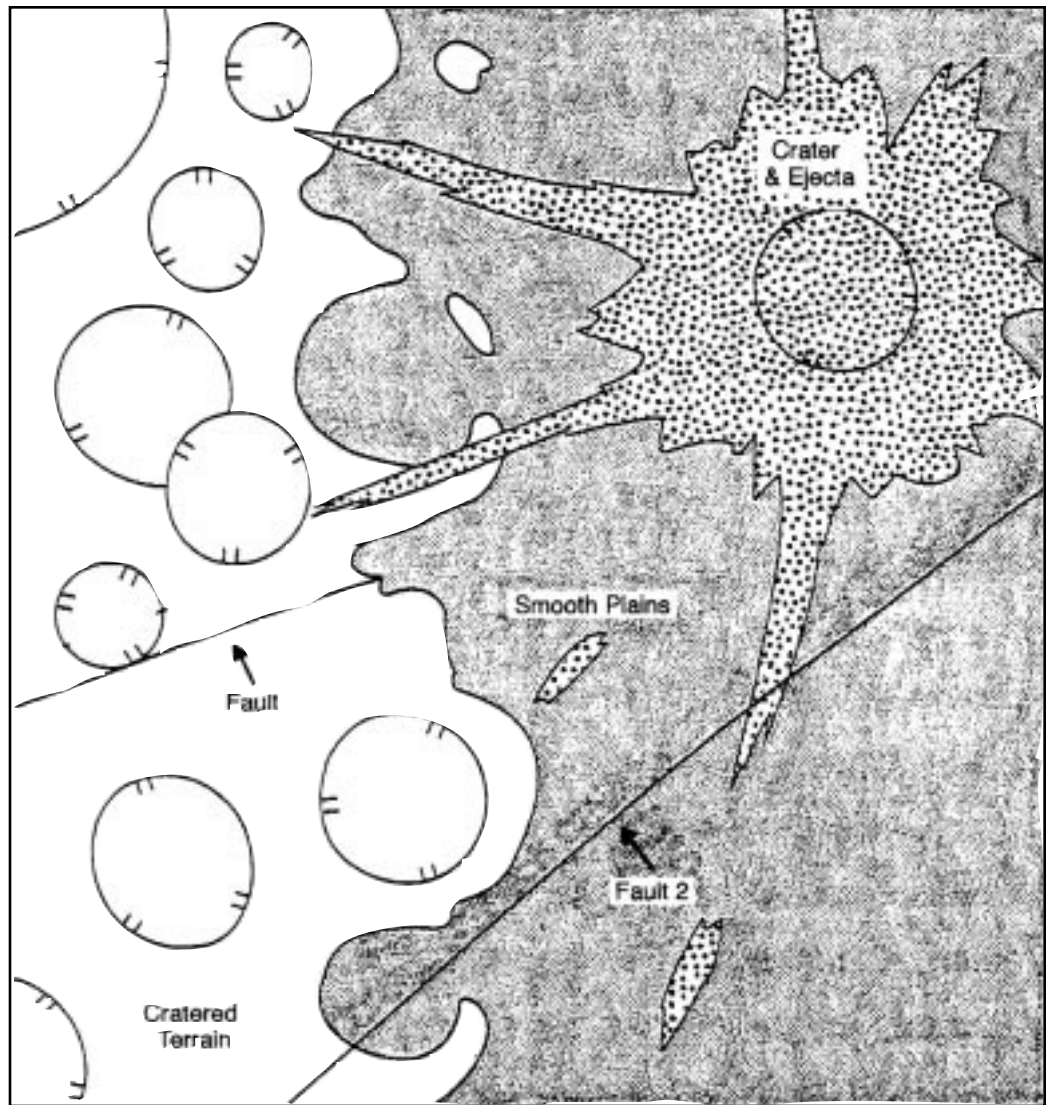 Crater
& Ejecta
Smooth Plains
Fault
Fault 2
Cratered
Terrain